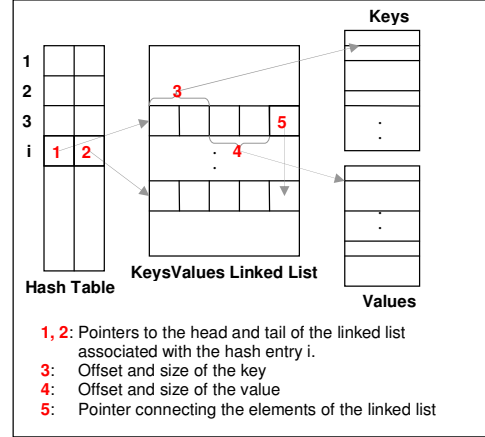 Keys
1
2
3
3
5
i
1
2
4
:
:
:
KeysValues Linked List
Hash Table
Values
1, 2: Pointers to the head and tail of the linked list
associated with the hash entry i.
3: Offset and size of the key
4: Offset and size of the value
5: Pointer connecting the elements of the linked list